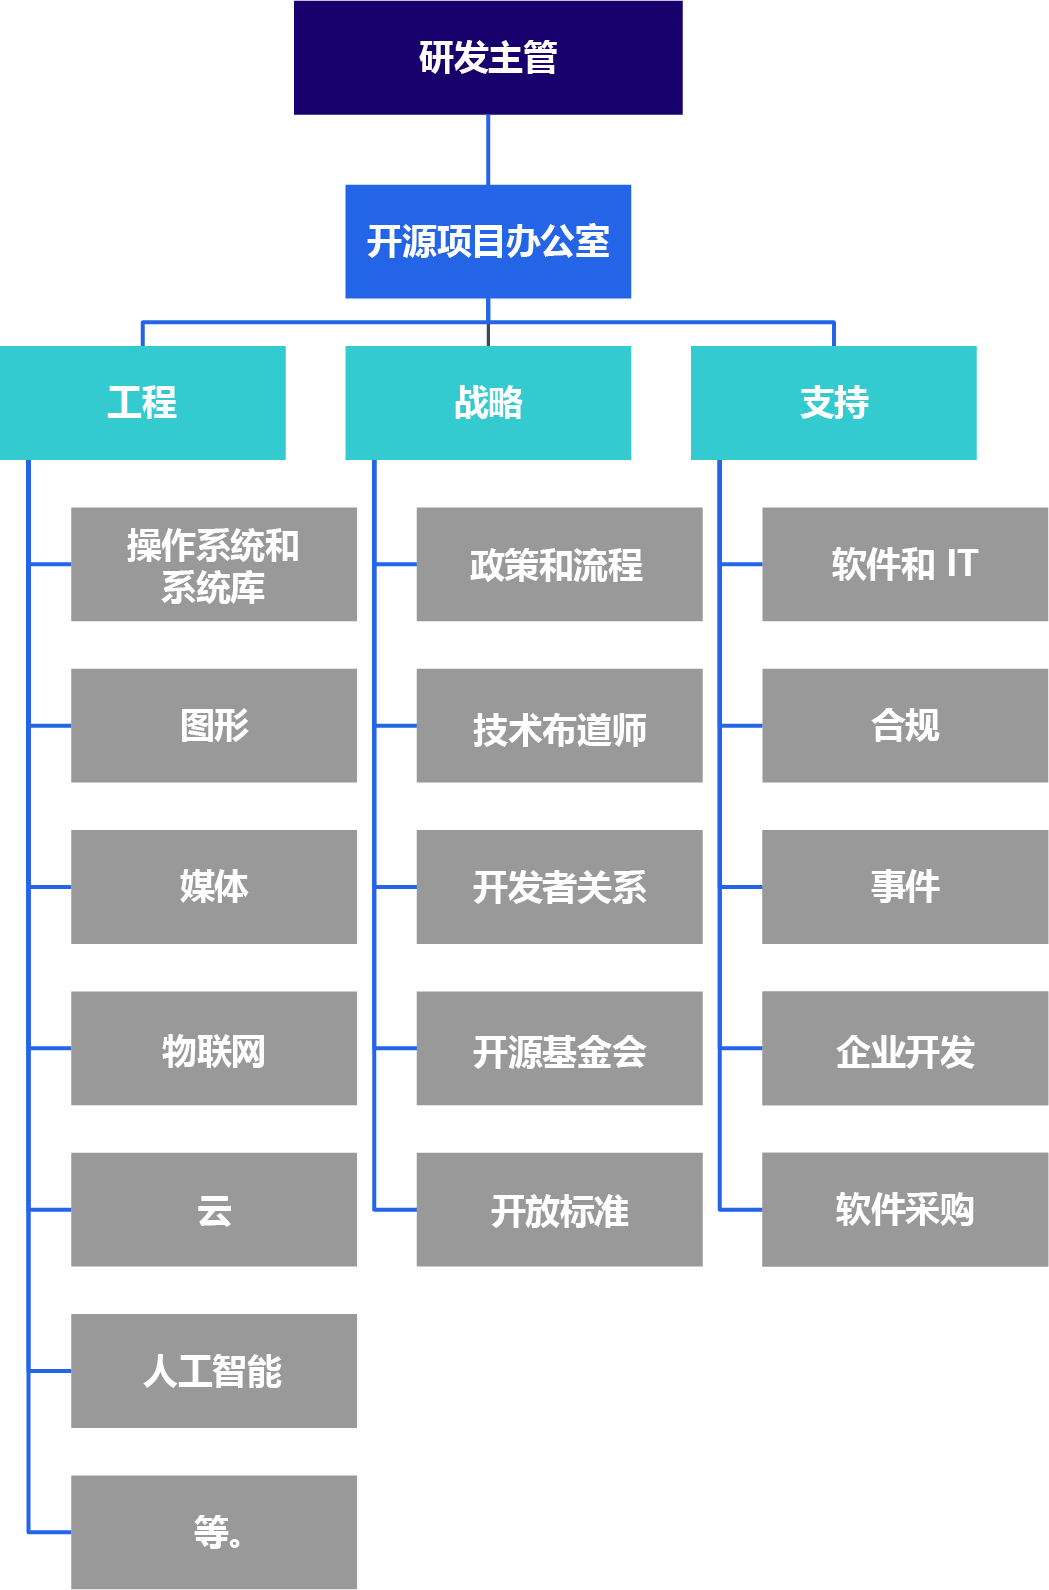 研发主管
开源项目办公室
工程
战略
支持
操作系统和
系统库
政策和流程
软件和 IT
图形
技术布道师
合规
媒体
开发者关系
事件
物联网
开源基金会
企业开发
云
开放标准
软件采购
人工智能
等。